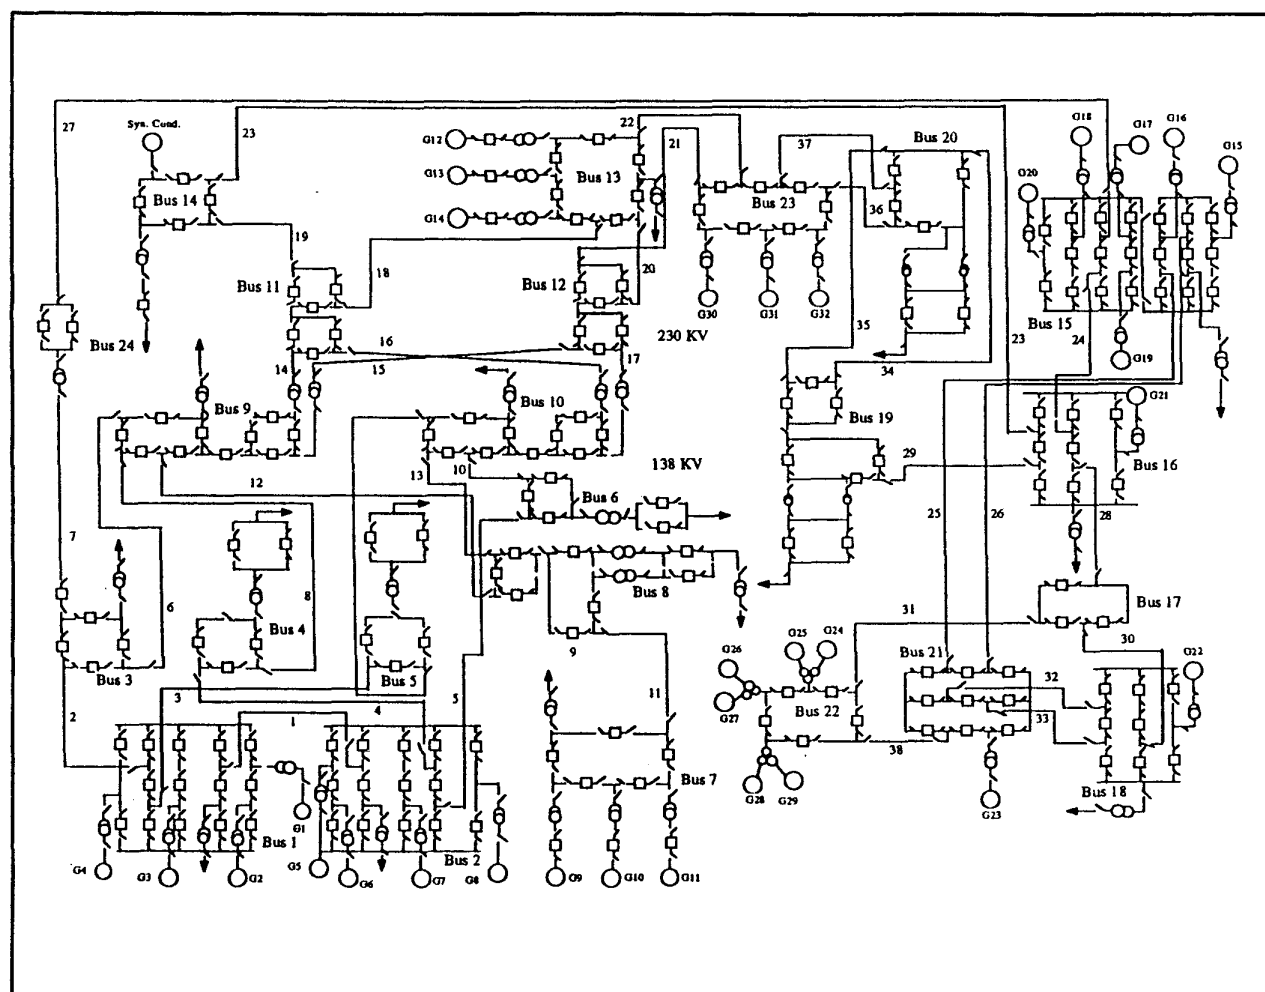 27
Syn. Cond.
23
G12
22
21
37
Bus 20
G18
G17
G16
G15
G13
Bus 13
G20
Bus 14
G14
Bus 23
36
19
18
20
Bus 11
Bus 12
G30
G31
G32
Bus 15
230 KV
35
23
24
G19
Bus 24
16
17
14
15
34
Bus 9
Bus 10
Bus 19
G21
138 KV
29
Bus 16
13
10
12
Bus 6
25
26
28
7
Bus 8
6
8
Bus 4
Bus 17
31
9
30
G26
G25
G24
Bus 21
G22
Bus 3
3
Bus 5
32
2
1
4
5
11
G27
Bus 22
33
38
Bus 7
Bus 18
G28
G29
G23
G1
Bus 1
Bus 2
G4
G3
G2
G5
G6
G7
G8
G9
G10
G11